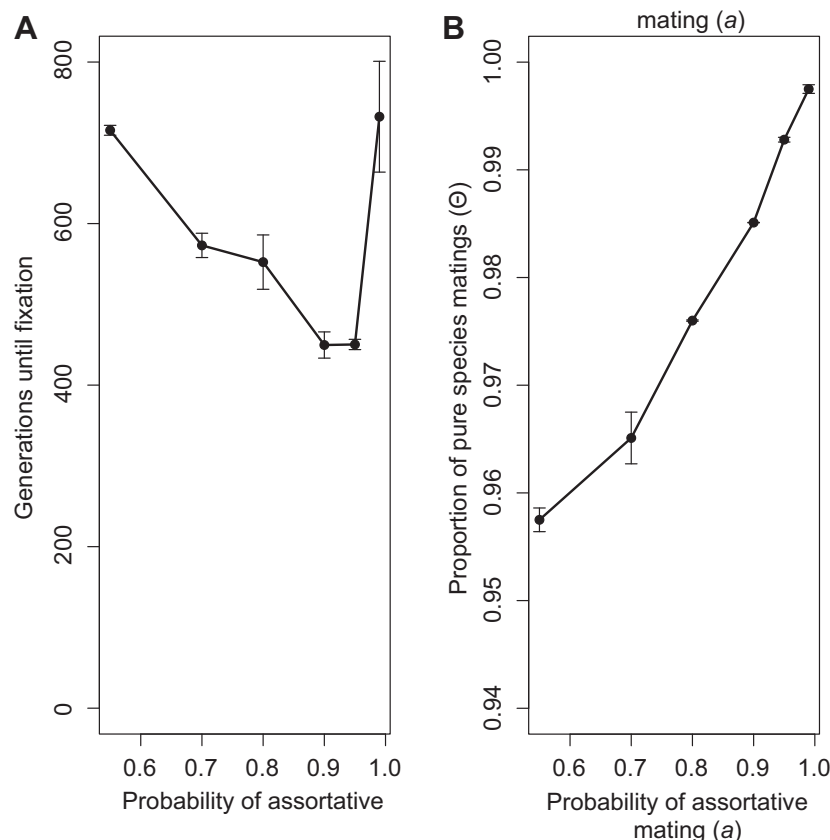 A
Generations until fixation
800
600
400
200
0
0.6 0.7 0.8 0.9 1.0
Probability of assortative
mating (a)
B
Proportion of pure species matings (Θ)
1.00
0.99
0.98
0.97
0.96
0.95
0.94
0.6 0.7 0.8 0.9 1.0
Probability of assortative
mating (a)